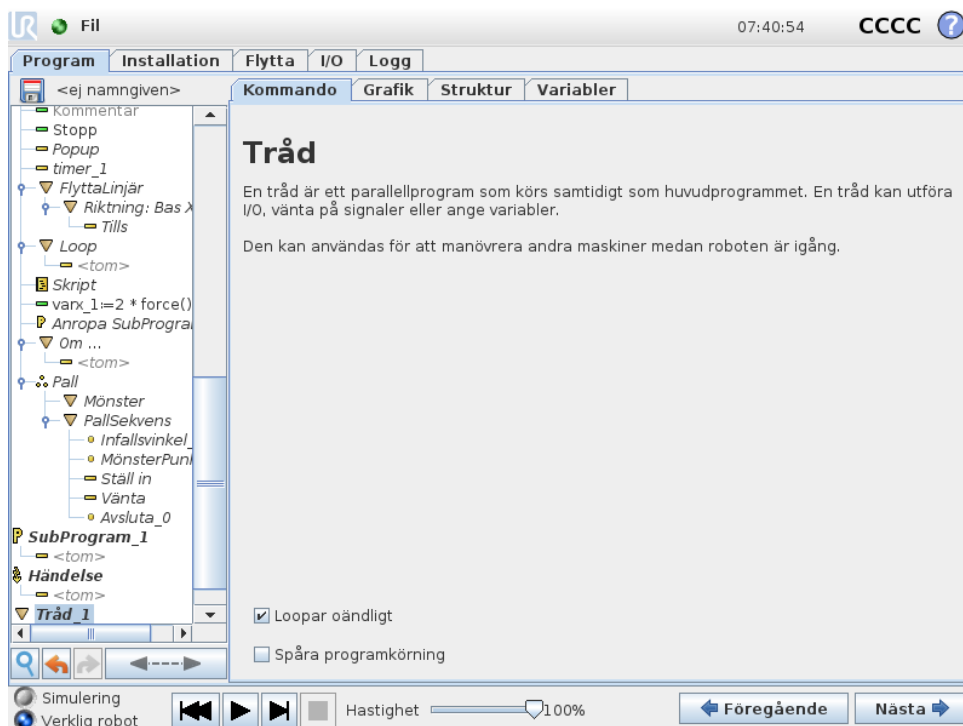 UR Fil 07:40:54 CCCC ?
Program Installation Flytta I/O Logg
<ej namngiven>
Kommando Grafik Struktur Variabler
Kommentar
Stopp
Popup
timer_1
FlyttaLinjär
Riktning: Bas X
Tills
Loop
<tom>
Skript
varx_1:=2 * force()
P Anropa SubProgra
Om ...
<tom>
Pall
Mönster
PallSekvens
Infallsvinkel_
MönsterPun
Ställ in
Vänta
Avsluta_0
P SubProgram_1
<tom>
Händelse
<tom>
Tråd_1
Tråd
En tråd är ett parallellprogram som körs samtidigt som huvudprogrammet. En tråd kan utföra
I/O, vänta på signaler eller ange variabler.
Den kan användas för att manövrera andra maskiner medan roboten är igång.
Loopar oändligt
Spåra programkörning
Simulering
Verklig robot
Hastighet 100%
Föregående Nästa